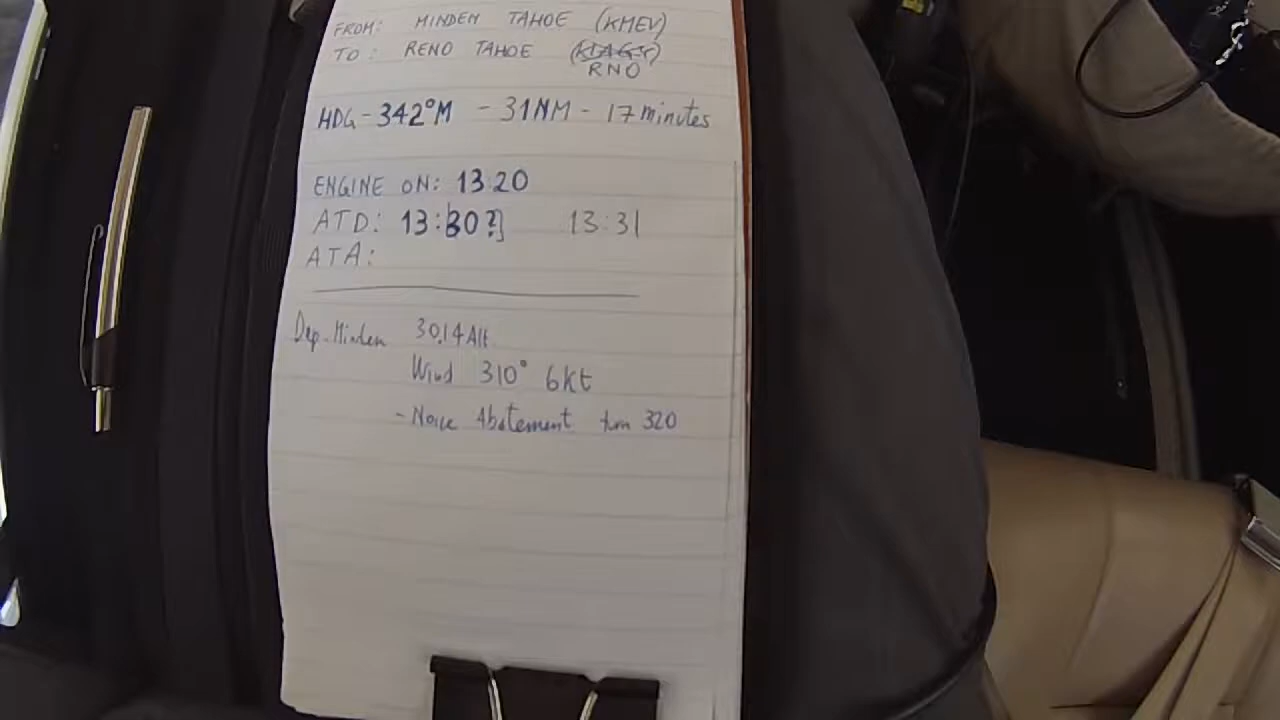 FROM: MINDEN TAHOE (KMEV)
TO: RENO TAHOE
RNO
HDG - 342°M - 31NM - 17 minutes
ENGINE ON: 13:20
ATD: 13:30? 13:31
ATA:
Dep. Minden 30.14 Alt
Wind 310° 6kt
- Noise Abatement turn 320